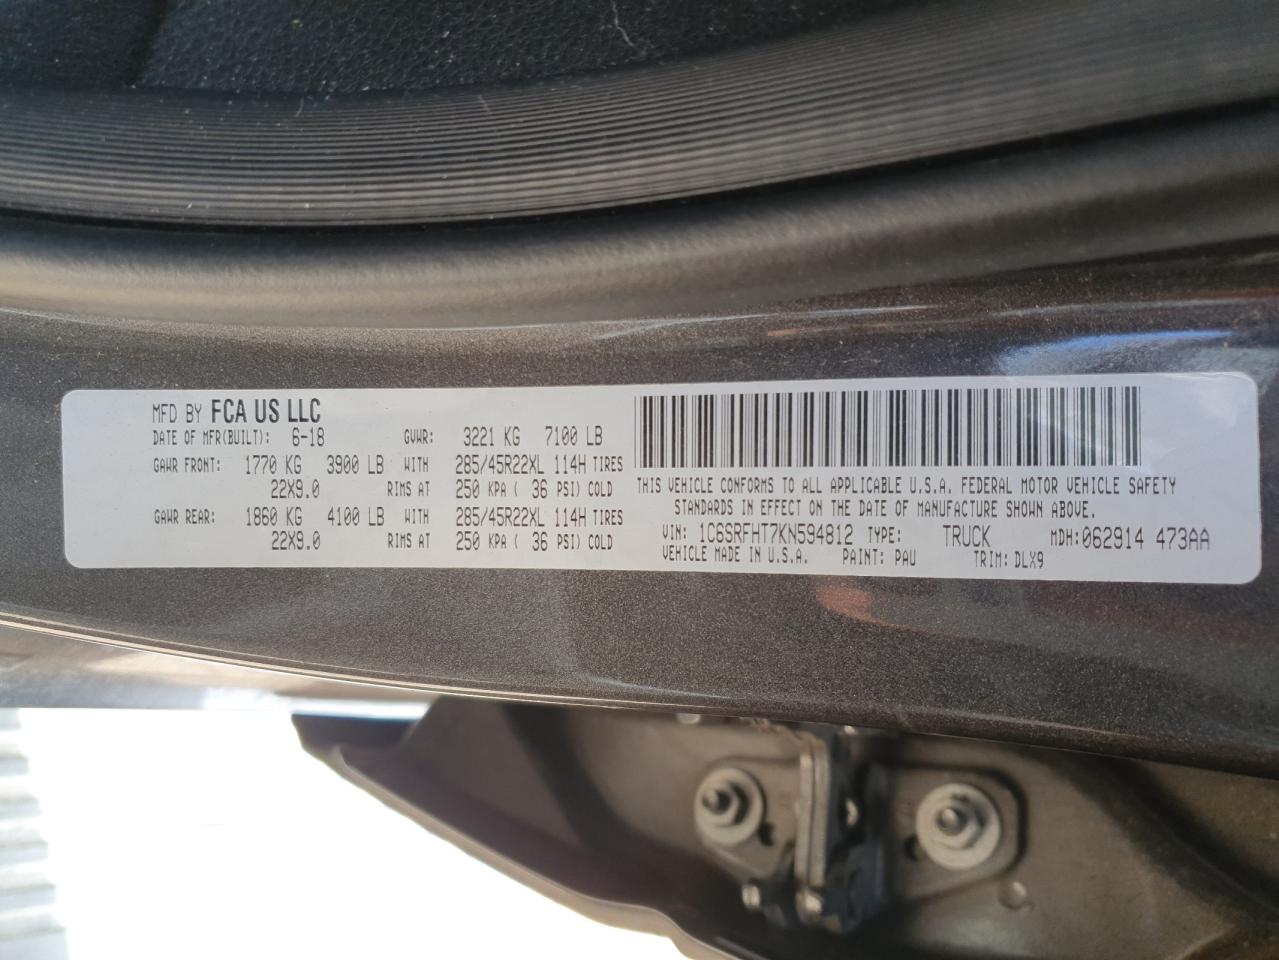 MFD BY FCA US LLC
DATE OF MFR(BUILT): 6-18 GVWR: 3221 KG 7100 LB
GAWR FRONT: 1770 KG 3900 LB WITH 285/45R22XL 114H TIRES
22X9.0 RIMS AT 250 KPA ( 36 PSI) COLD
GAWR REAR: 1860 KG 4100 LB WITH 285/45R22XL 114H TIRES
22X9.0 RIMS AT 250 KPA ( 36 PSI) COLD
THIS VEHICLE CONFORMS TO ALL APPLICABLE U.S.A. FEDERAL MOTOR VEHICLE SAFETY
STANDARDS IN EFFECT ON THE DATE OF MANUFACTURE SHOWN ABOVE.
VIN: 1C6SRFHT7KN594812 TYPE: TRUCK MDH: 062914 473AA
VEHICLE MADE IN U.S.A. PAINT: PAU TRIM: DLX9